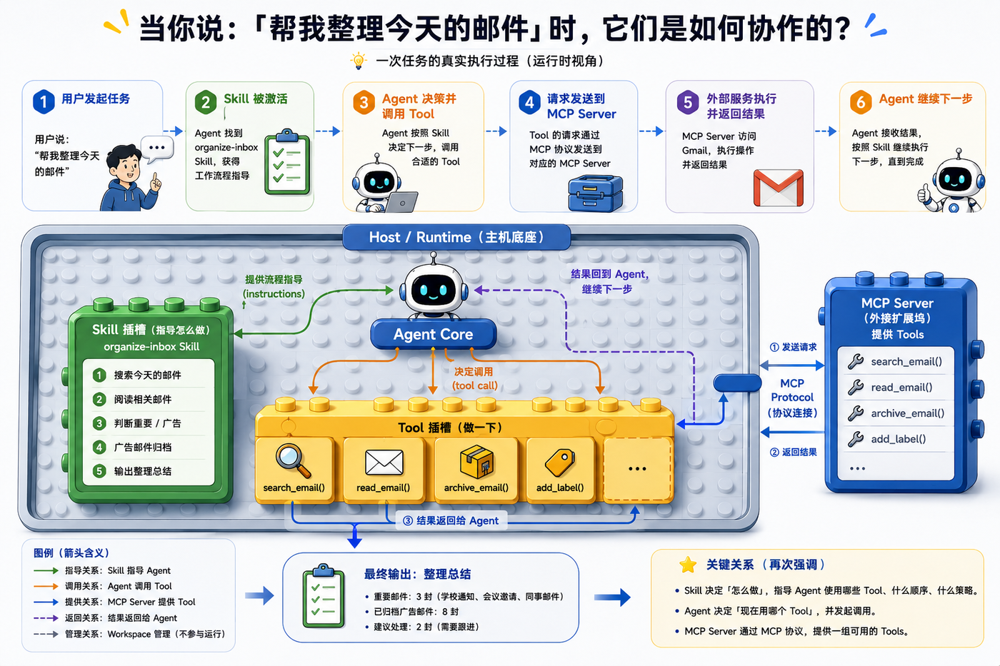 当你说：「帮我整理今天的邮件」时，它们是如何协作的？
一次任务的真实执行过程（运行时视角）
1 用户发起任务
用户说：
“帮我整理今天
的邮件”
2 Skill 被激活
Agent 找到
organize-inbox
Skill，获得
工作流程指导
3 Agent 决策并
调用 Tool
Agent 按照 Skill
决定下一步，调用
合适的 Tool
4 请求发送到
MCP Server
Tool 的请求通过
MCP 协议发送到
对应的 MCP Server
5 外部服务执行
并返回结果
MCP Server 访问
Gmail，执行操作
并返回结果
6 Agent 继续下一步
Agent 接收结果，
按照 Skill 继续执行
下一步，直到完成
Host / Runtime（主机底座）
提供流程指导
(instructions)
结果回到 Agent，
继续下一步
Agent Core
决定调用
(tool call)
Skill 插槽（指导怎么做）
organize-inbox Skill
1 搜索今天的邮件
2 阅读相关邮件
3 判断重要 / 广告
4 广告邮件归档
5 输出整理总结
Tool 插槽（做一下）
search_email()
read_email()
archive_email()
add_label()
...
③ 结果返回给 Agent
① 发送请求
MCP
Protocol
（协议连接）
② 返回结果
MCP Server
（外接扩展坞）
提供 Tools
search_email()
read_email()
archive_email()
add_label()
...
图例（箭头含义）
指导关系：Skill 指导 Agent
调用关系：Agent 调用 Tool
提供关系：MCP Server 提供 Tool
返回关系：结果返回给 Agent
管理关系：Workspace 管理（不参与运行）
最终输出：整理总结
• 重要邮件：3 封（学校通知、会议邀请、同事邮件）
• 已归档广告邮件：8 封
• 建议处理：2 封（需要跟进）
关键关系（再次强调）
• Skill 决定「怎么做」，指导 Agent 使用哪些 Tool、什么顺序、什么策略。
• Agent 决定「现在用哪个 Tool」，并发起调用。
• MCP Server 通过 MCP 协议，提供一组可用的 Tools。